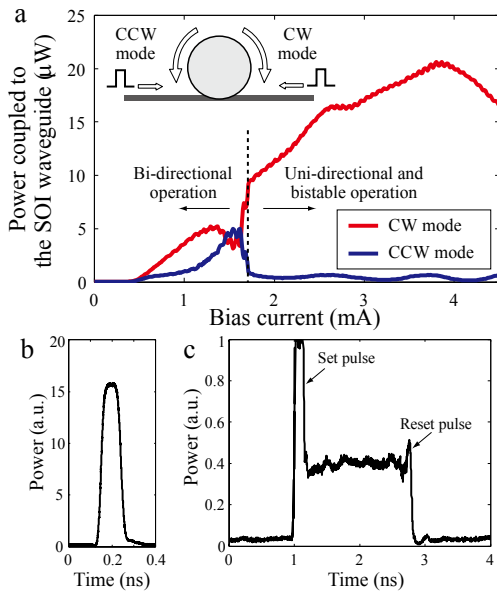 a
CCW
mode
CW
mode
Power coupled to
the SOI waveguide (μW)
25
20
15
10
5
0
Bi-directional
operation
Uni-directional and
bistable operation
CW mode
CCW mode
0
1
2
3
4
Bias current (mA)
b
Power (a.u.)
20
15
10
5
0
0
0.2
0.4
Time (ns)
c
Power (a.u.)
1
0.8
0.6
0.4
0.2
0
Set pulse
Reset pulse
0
1
2
3
4
Time (ns)